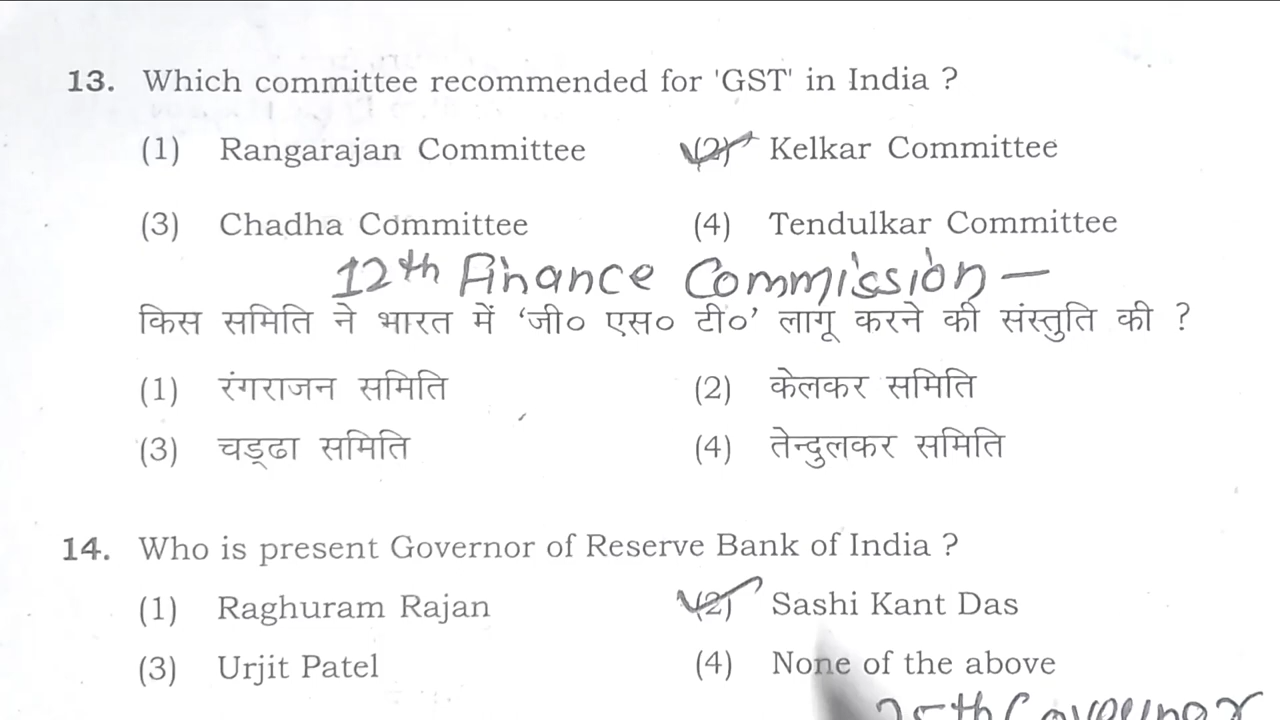 13. Which committee recommended for 'GST' in India ?
(1) Rangarajan Committee (2) Kelkar Committee
(3) Chadha Committee (4) Tendulkar Committee
12th Finance Commission —
किस समिति ने भारत में ‘जी० एस० टी०’ लागू करने की संस्तुति की ?
(1) रंगराजन समिति (2) केलकर समिति
(3) चड्ढा समिति (4) तेन्दुलकर समिति
14. Who is present Governor of Reserve Bank of India ?
(1) Raghuram Rajan (2) Sashi Kant Das
(3) Urjit Patel (4) None of the above
25th Governor